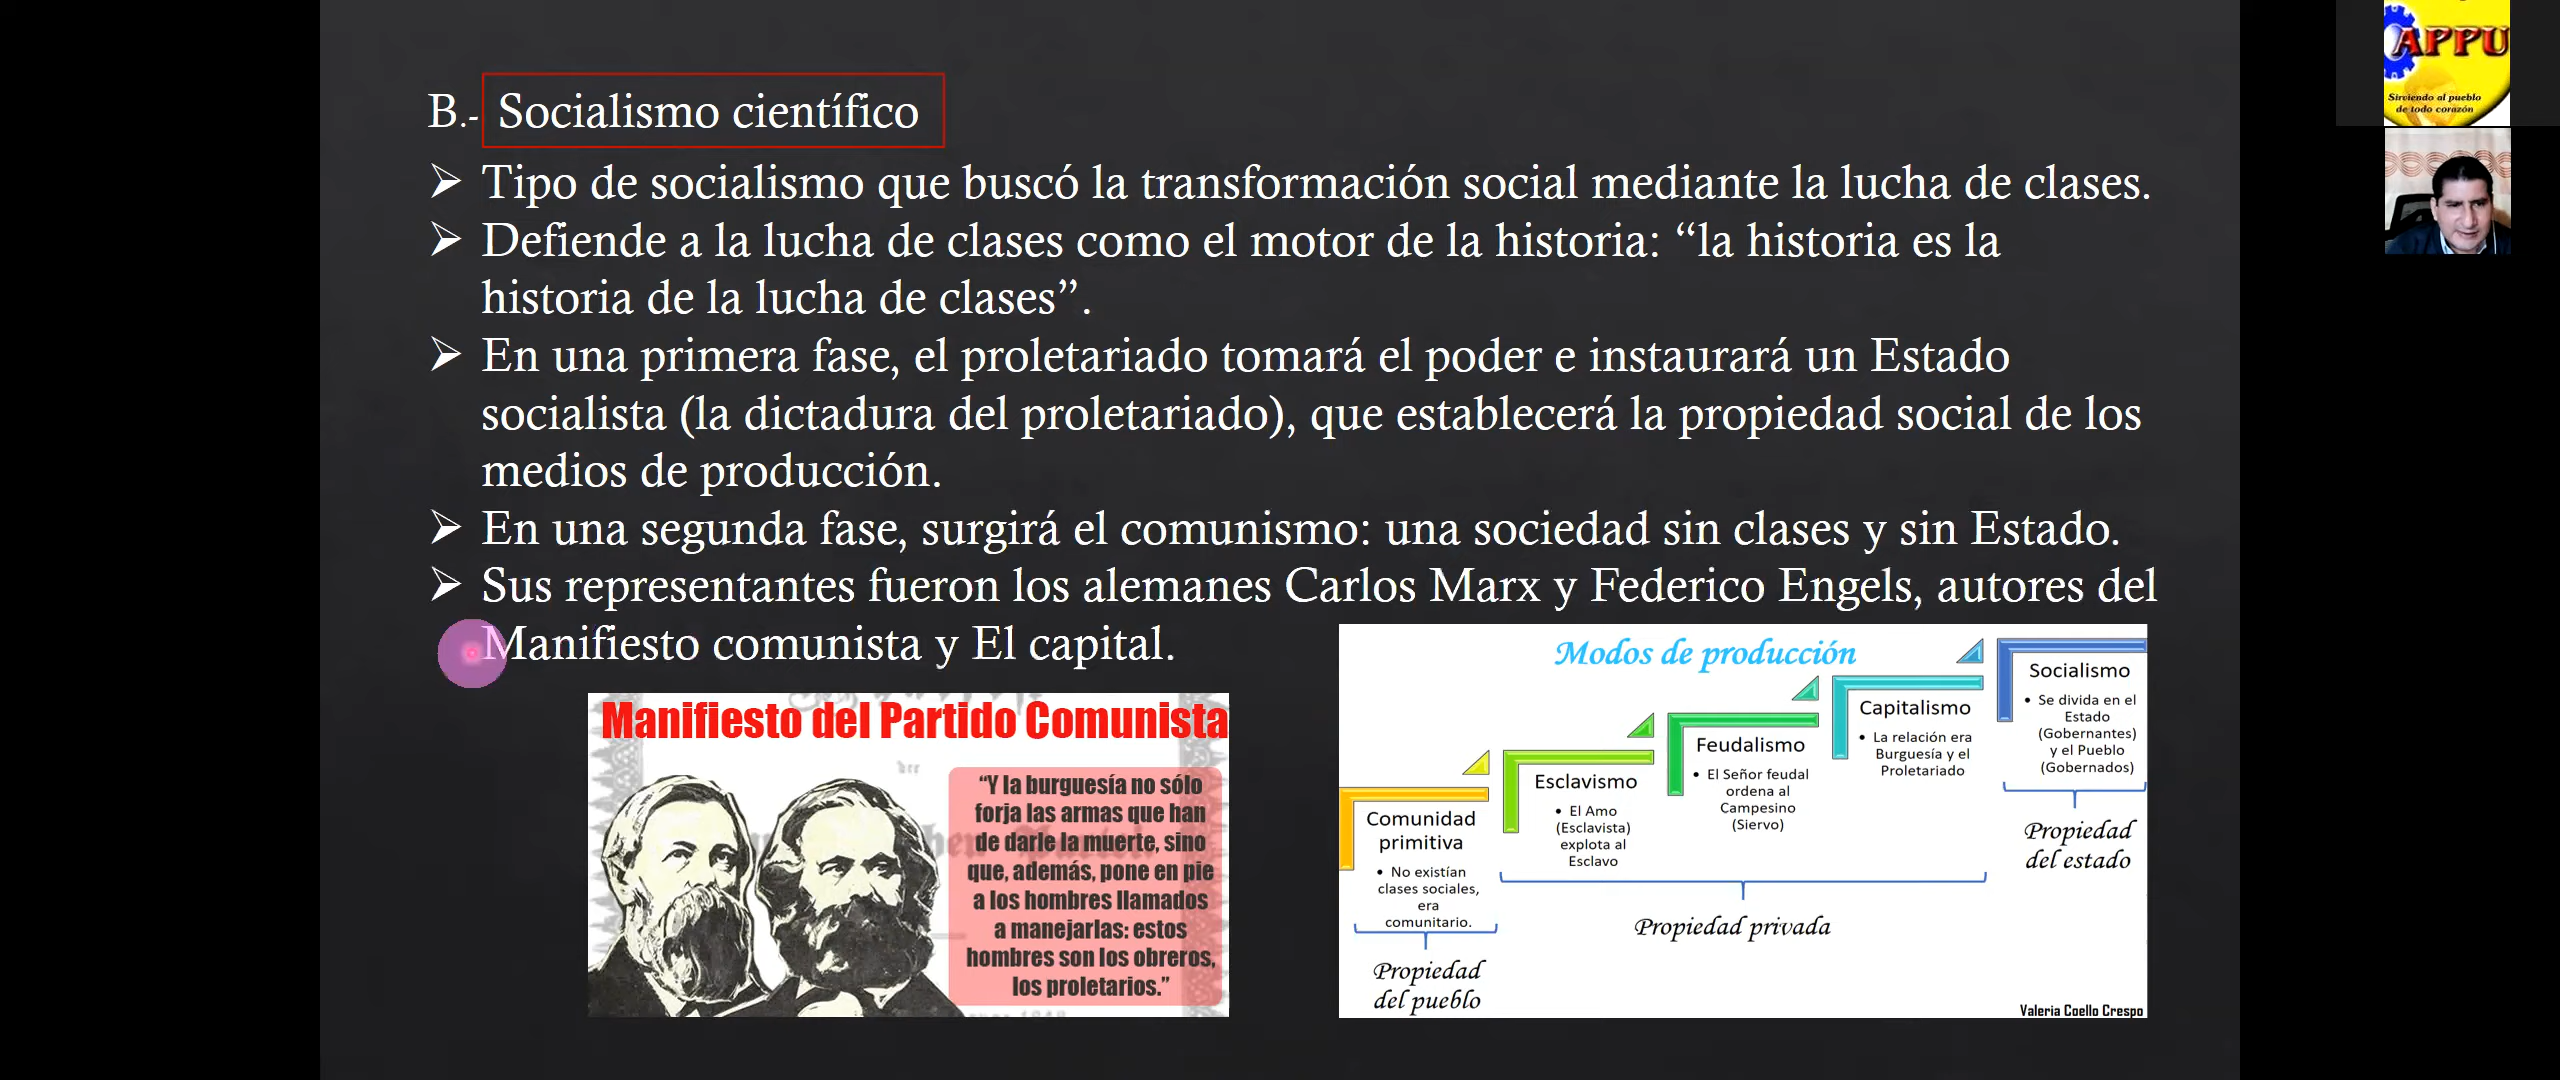 B.- Socialismo científico
➢ Tipo de socialismo que buscó la transformación social mediante la lucha de clases.
➢ Defiende a la lucha de clases como el motor de la historia: “la historia es la
historia de la lucha de clases”.
➢ En una primera fase, el proletariado tomará el poder e instaurará un Estado
socialista (la dictadura del proletariado), que establecerá la propiedad social de los
medios de producción.
➢ En una segunda fase, surgirá el comunismo: una sociedad sin clases y sin Estado.
➢ Sus representantes fueron los alemanes Carlos Marx y Federico Engels, autores del
Manifiesto comunista y El capital.
Manifiesto del Partido Comunista
“Y la burguesía no sólo
forja las armas que han
de darle la muerte, sino
que, además, pone en pie
a los hombres llamados
a manejarlas: estos
hombres son los obreros,
los proletarios.”
Modos de producción
Comunidad
primitiva
• No existían
clases sociales,
era
comunitario.
Propiedad
del pueblo
Esclavismo
• El Amo
(Esclavista)
explota al
Esclavo
Feudalismo
• El Señor feudal
ordena al
Campesino
(Siervo)
Capitalismo
• La relación era
Burguesía y el
Proletariado
Propiedad privada
Socialismo
• Se divida en el
Estado
(Gobernantes)
y el Pueblo
(Gobernados)
Propiedad
del estado
Valeria Coello Crespo
APPU
Sirviendo al pueblo
de todo corazón